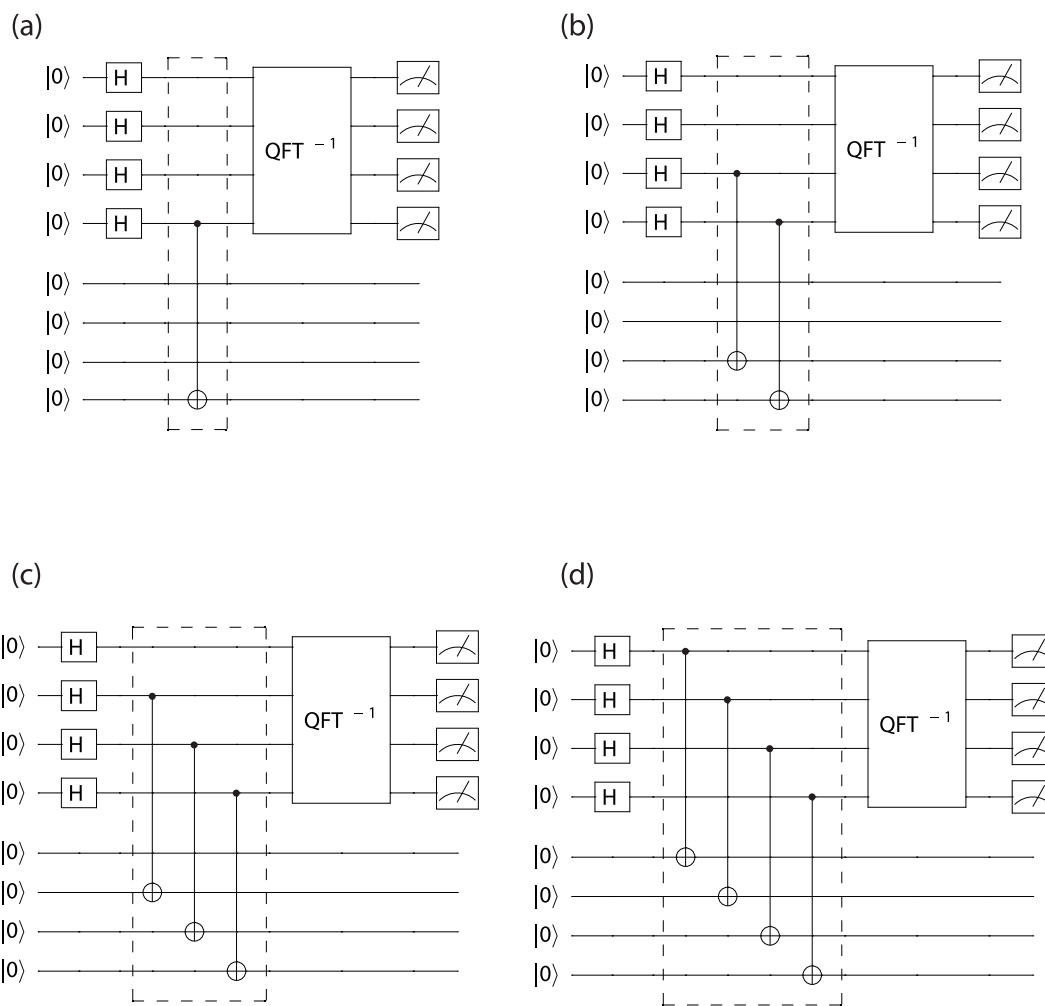 (a)
(b)
|0⟩ H
|0⟩ H
|0⟩ H
|0⟩ H
QFT ⁻¹
|0⟩
|0⟩
|0⟩
|0⟩
|0⟩ H
|0⟩ H
|0⟩ H
|0⟩ H
QFT ⁻¹
|0⟩
|0⟩
|0⟩
|0⟩
(c)
(d)
|0⟩ H
|0⟩ H
|0⟩ H
|0⟩ H
QFT ⁻¹
|0⟩
|0⟩
|0⟩
|0⟩
|0⟩ H
|0⟩ H
|0⟩ H
|0⟩ H
QFT ⁻¹
|0⟩
|0⟩
|0⟩
|0⟩